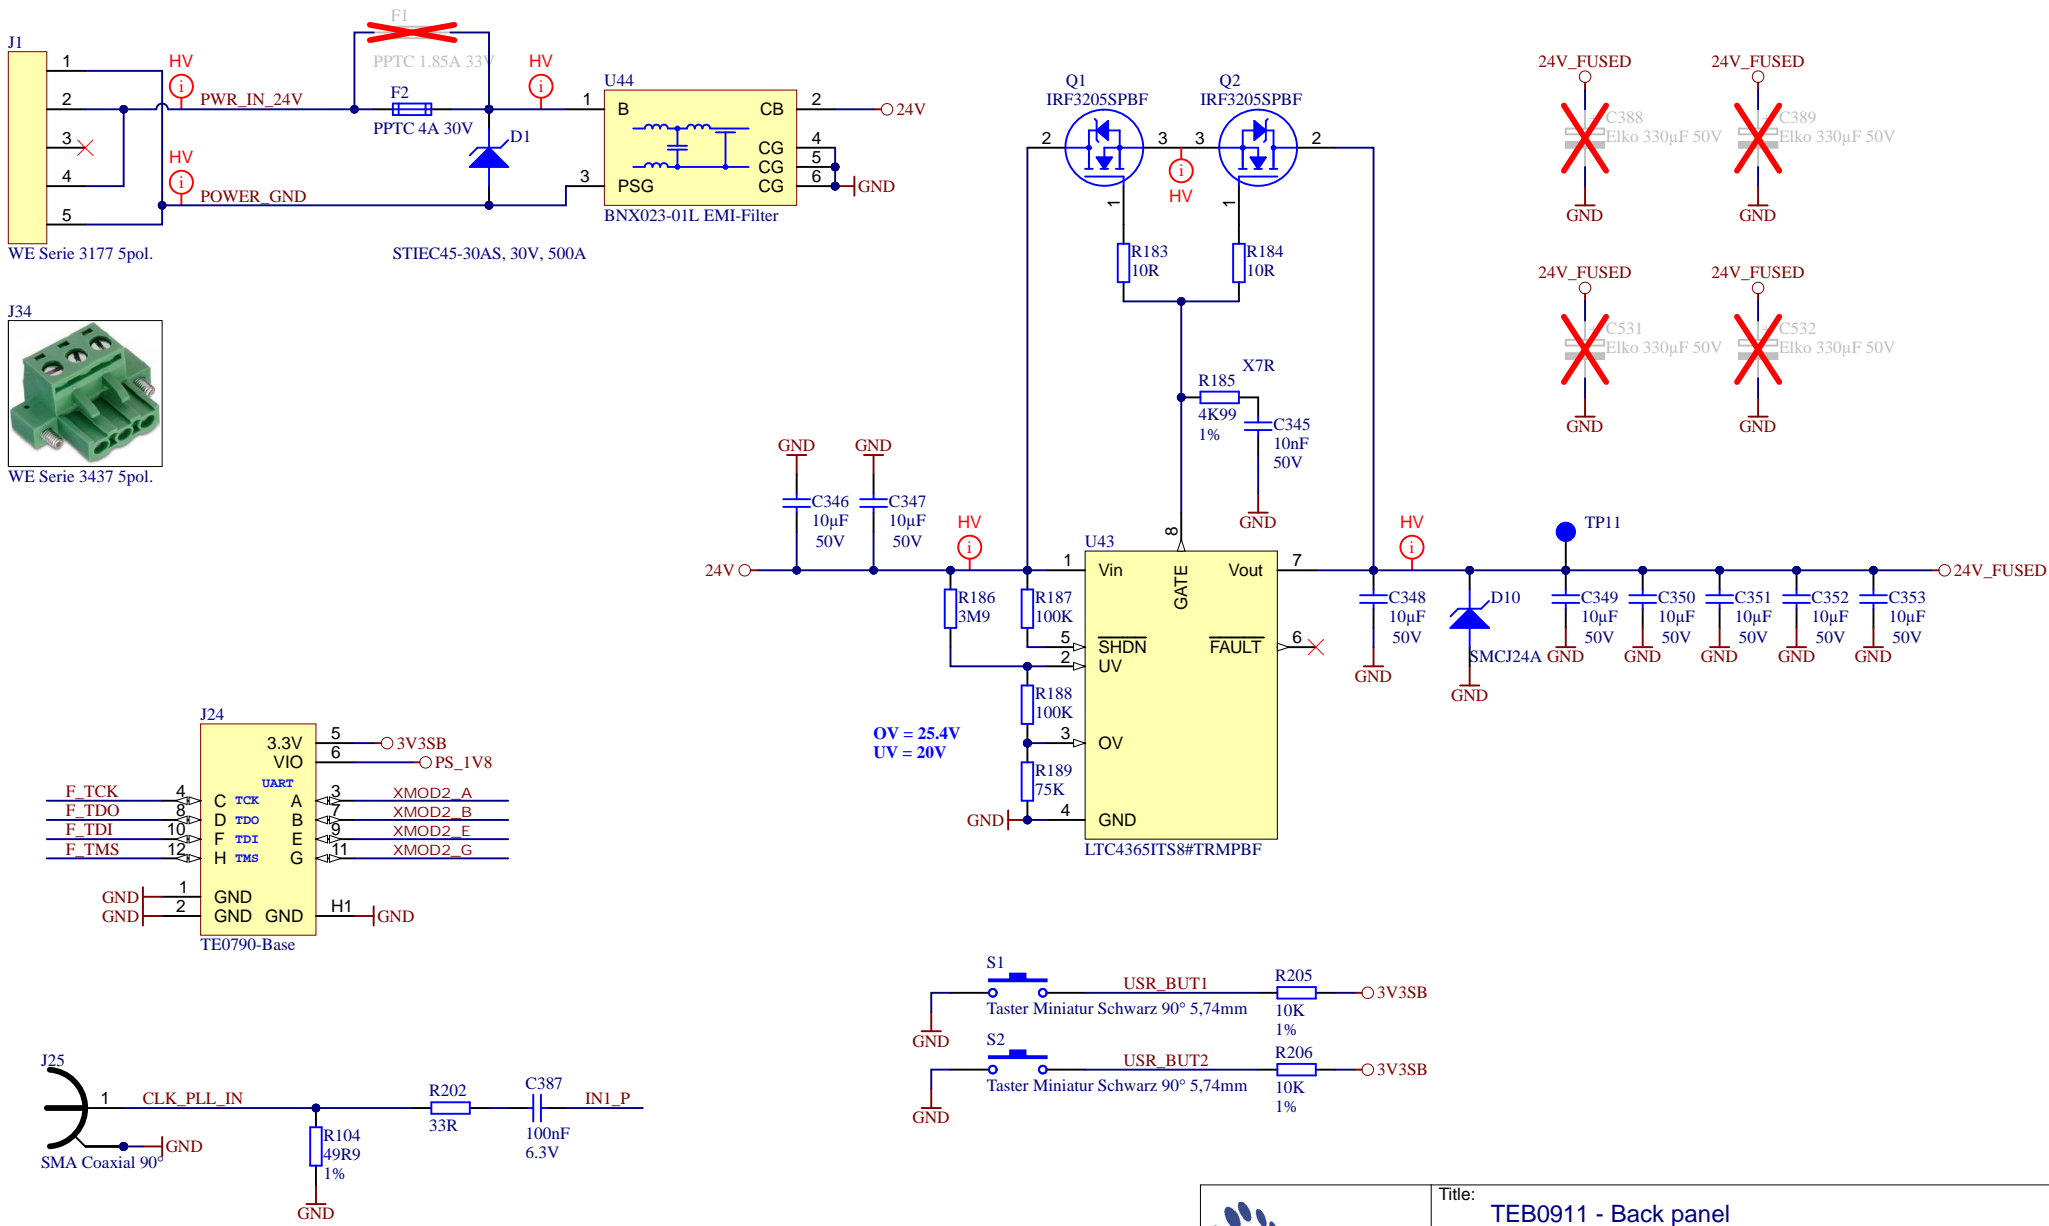 J1
1
2
3
4
5
WE Serie 3177 5pol.
HV
i
PWR_IN_24V
HV
i
POWER_GND
F1
PPTC 1.85A 33V
F2
PPTC 4A 30V
D1
STIEC45-30AS, 30V, 500A
HV
i
U44
1
B
CB
2
24V
CG
4
CG
5
3
PSG
CG
6
GND
BNX023-01L EMI-Filter
J34
WE Serie 3437 5pol.
Q1
IRF3205SPBF
Q2
IRF3205SPBF
2
3
3
2
i
HV
1
1
R183
10R
R184
10R
X7R
R185
4K99
1%
C345
10nF
50V
GND
24V_FUSED
C388
Elko 330µF 50V
GND
24V_FUSED
C389
Elko 330µF 50V
GND
24V_FUSED
C531
Elko 330µF 50V
GND
24V_FUSED
C532
Elko 330µF 50V
GND
GND
C346
10µF
50V
GND
C347
10µF
50V
24V
HV
i
R186
3M9
R187
100K
R188
100K
R189
75K
GND
OV = 25.4V
UV = 20V
U43
8
1
Vin
GATE
Vout
7
5
SHDN
2
UV
FAULT
6
3
OV
4
GND
LTC4365ITS8#TRMPBF
HV
i
C348
10µF
50V
GND
D10
SMCJ24A
GND
TP11
C349
10µF
50V
GND
C350
10µF
50V
GND
C351
10µF
50V
GND
C352
10µF
50V
GND
C353
10µF
50V
GND
24V_FUSED
J24
3.3V
5
3V3SB
VIO
6
PS_1V8
UART
F_TCK
4
C
TCK
A
3
XMOD2_A
F_TDO
8
D
TDO
B
7
XMOD2_B
F_TDI
10
F
TDI
E
9
XMOD2_E
F_TMS
12
H
TMS
G
11
XMOD2_G
GND
1
GND
GND
2
GND
GND
H1
GND
TE0790-Base
S1
USR_BUT1
R205
3V3SB
Taster Miniatur Schwarz 90° 5,74mm
10K
1%
GND
S2
USR_BUT2
R206
3V3SB
Taster Miniatur Schwarz 90° 5,74mm
10K
1%
GND
J25
1
CLK_PLL_IN
GND
SMA Coaxial 90°
R104
49R9
1%
GND
R202
33R
C387
100nF
6.3V
IN1_P
Title:
TEB0911 - Back panel